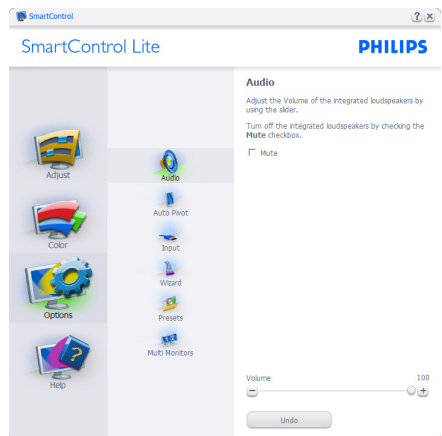 SmartControl
SmartControl Lite
PHILIPS
Adjust
Color
Options
Help
Audio
Auto Pivot
Input
Wizard
Presets
Multi Monitors
Audio
Adjust the Volume of the integrated loudspeakers by
using the slider.
Turn off the integrated loudspeakers by checking the
Mute checkbox.
Mute
Volume 100
Undo